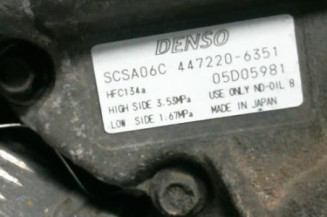 DENSO
SCSA06C 447220-6351
HFC134a 05D05981
HIGH SIDE 3.53MPa USE ONLY ND-OIL 8
LOW SIDE 1.67MPa MADE IN JAPAN